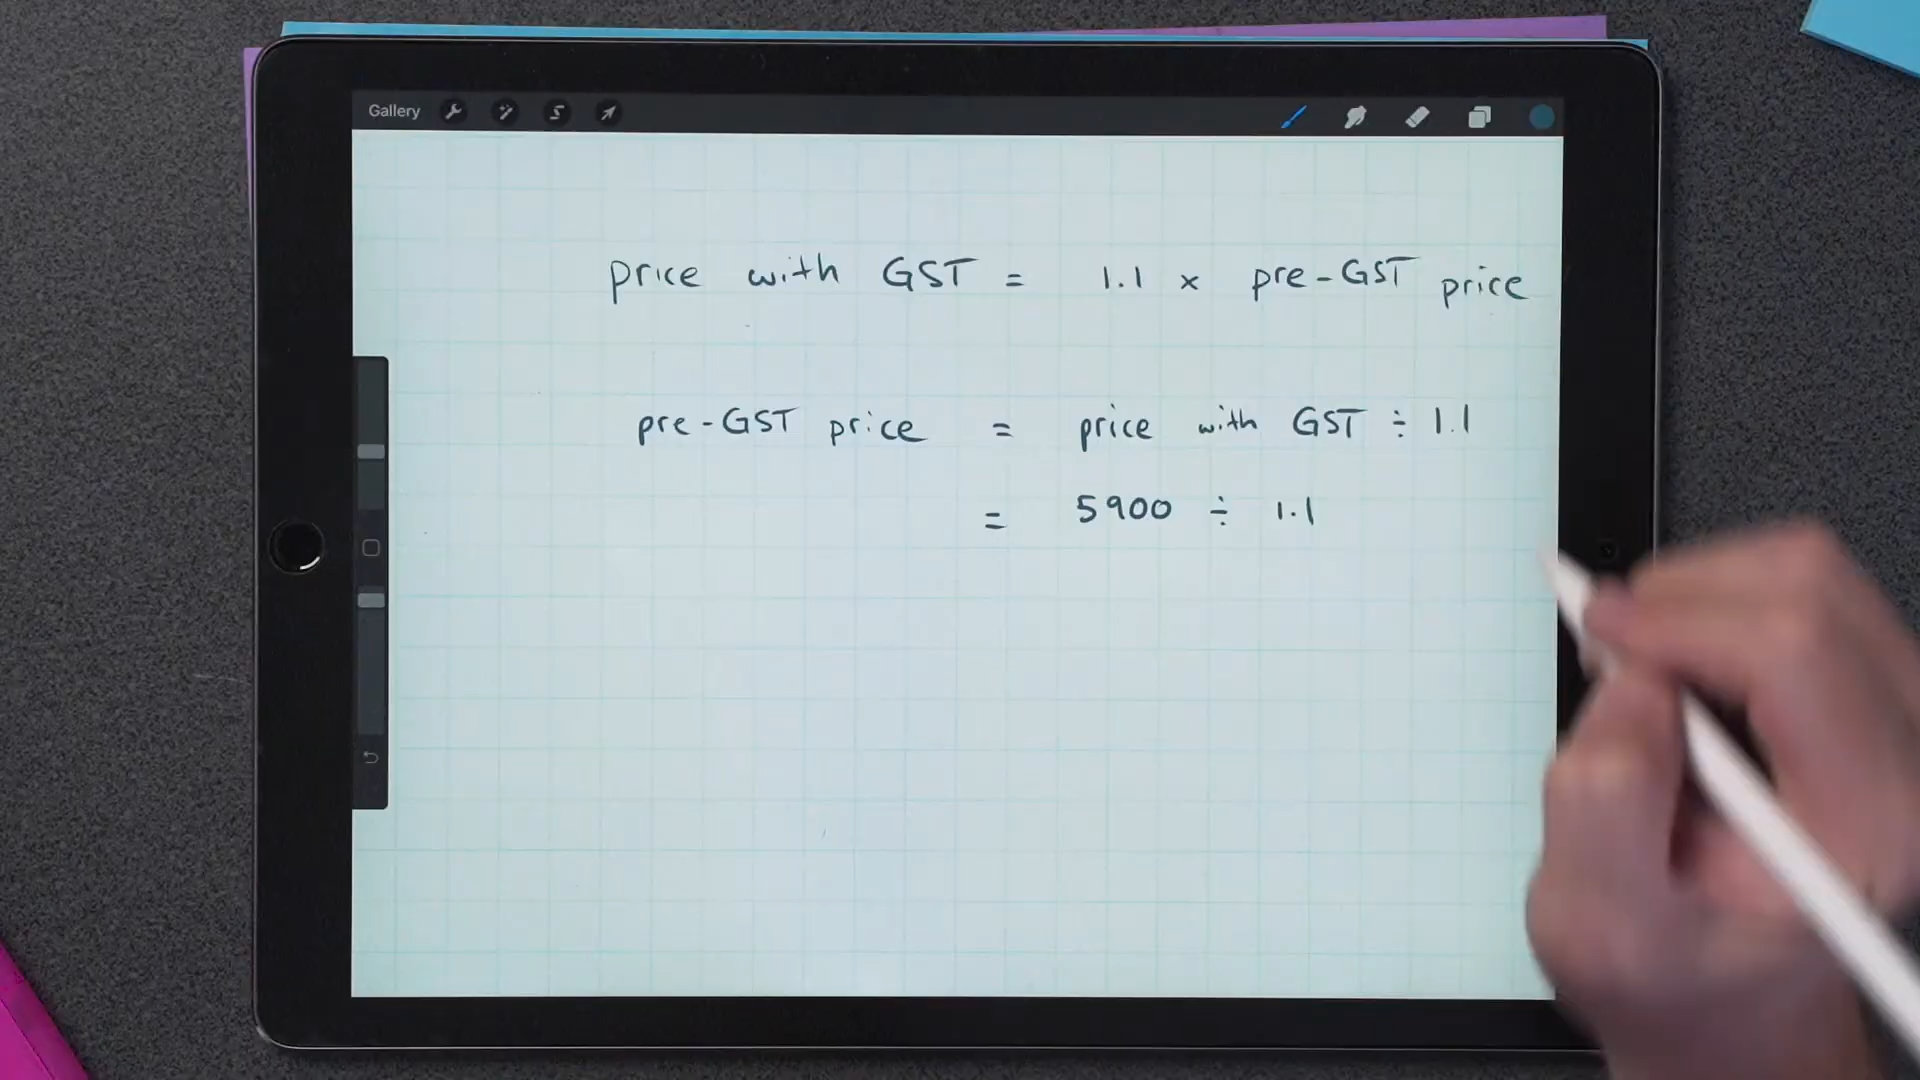 Gallery
price with GST = 1.1 × pre-GST price
pre-GST price = price with GST ÷ 1.1
= 5900 ÷ 1.1